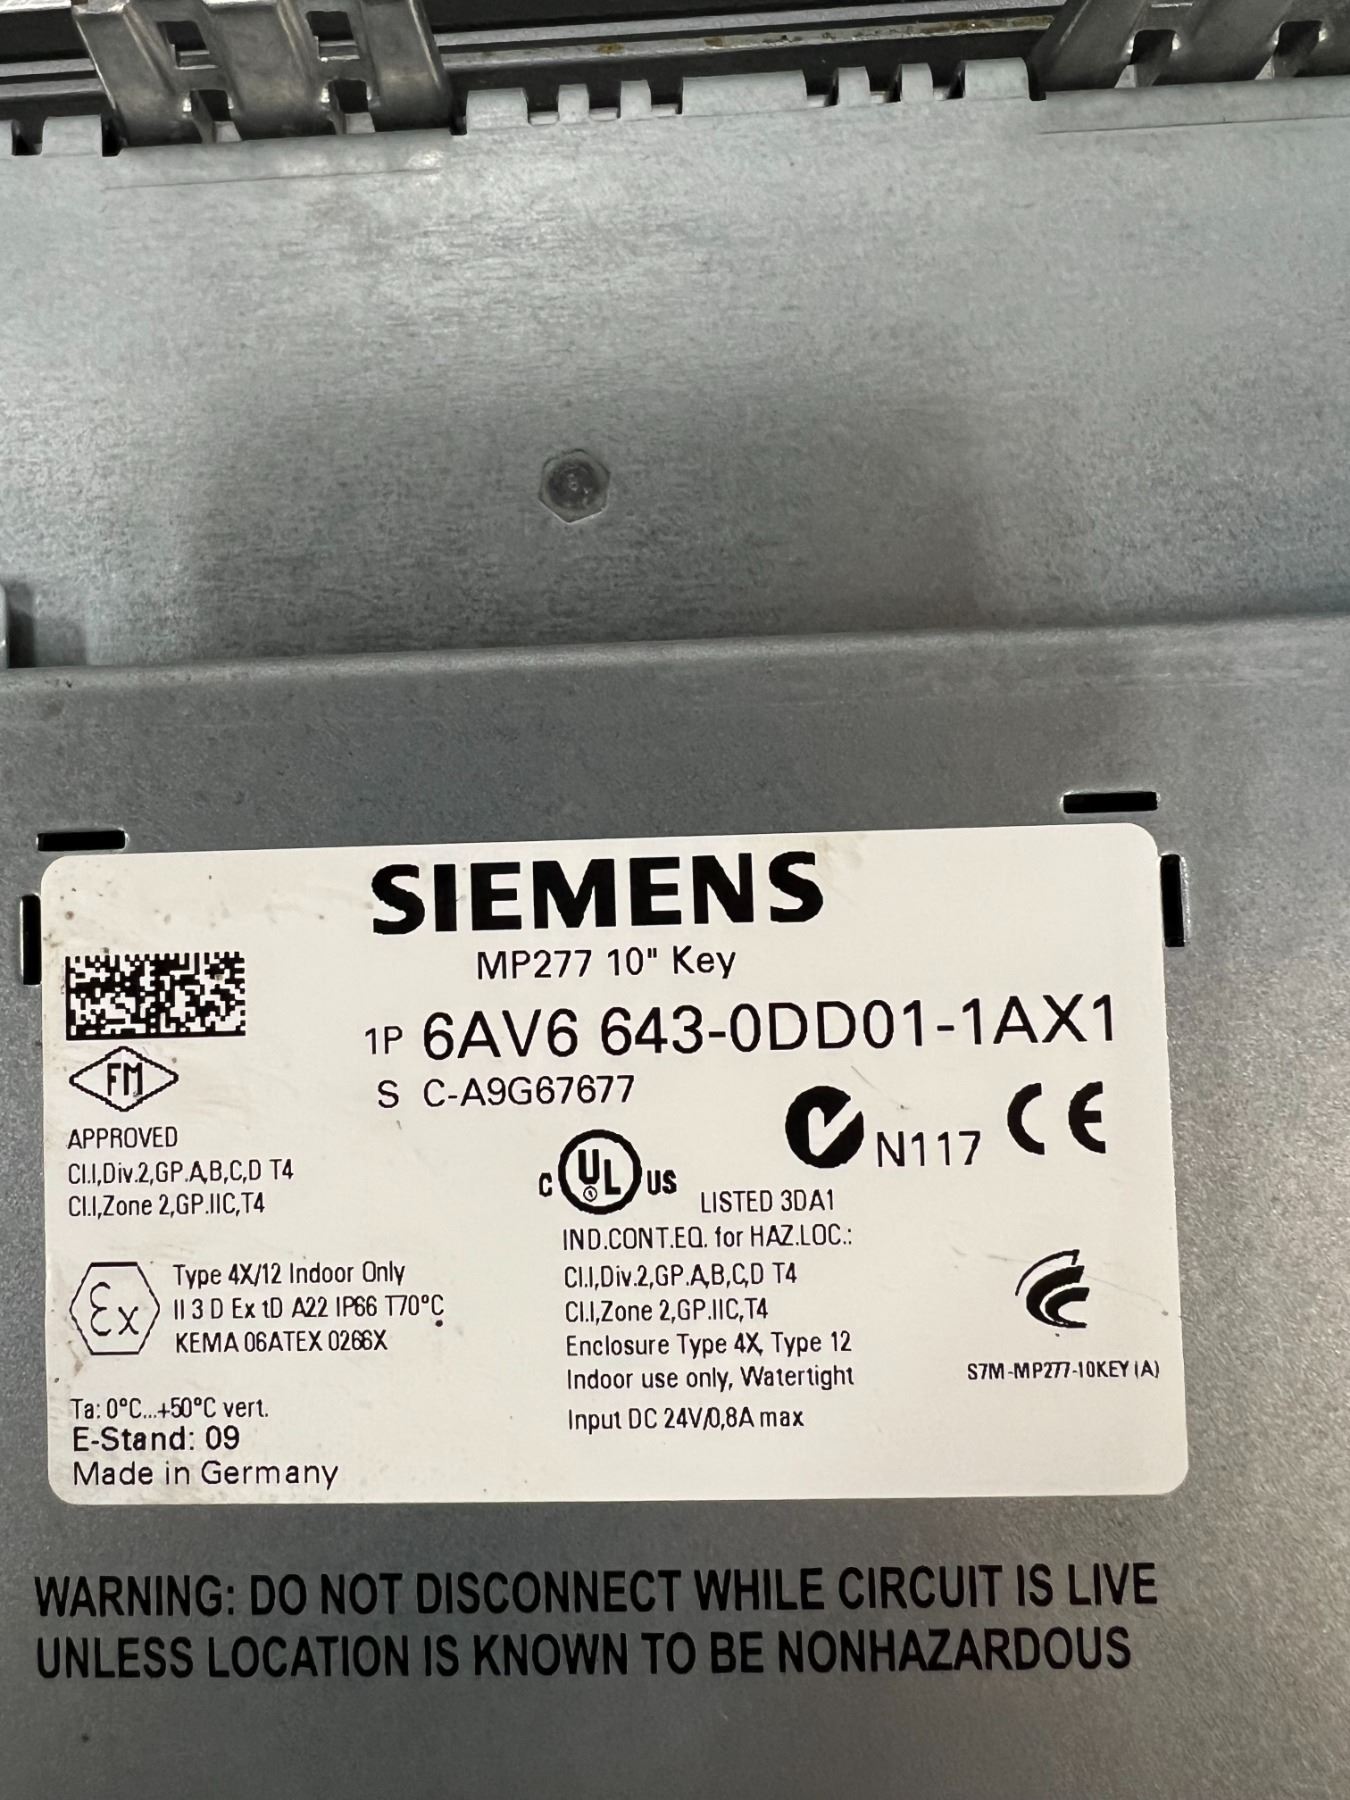 SIEMENS
MP277 10" Key
1P 6AV6 643-0DD01-1AX1
S C-A9G67677
FM
APPROVED
Cl.I,Div.2,GP.A,B,C,D T4
Cl.I,Zone 2,GP.IIC,T4
N117 CE
C UL US
LISTED 3DA1
IND.CONT.EQ. for HAZ.LOC.:
Cl.I,Div.2,GP.A,B,C,D T4
Cl.I,Zone 2,GP.IIC,T4
Enclosure Type 4X, Type 12
Indoor use only, Watertight
Input DC 24V/0,8A max
Ex
Type 4X/12 Indoor Only
II 3 D Ex tD A22 IP66 T70°C
KEMA 06ATEX 0266X
S7M-MP277-10KEY (A)
Ta: 0°C...+50°C vert.
E-Stand: 09
Made in Germany
WARNING: DO NOT DISCONNECT WHILE CIRCUIT IS LIVE
UNLESS LOCATION IS KNOWN TO BE NONHAZARDOUS